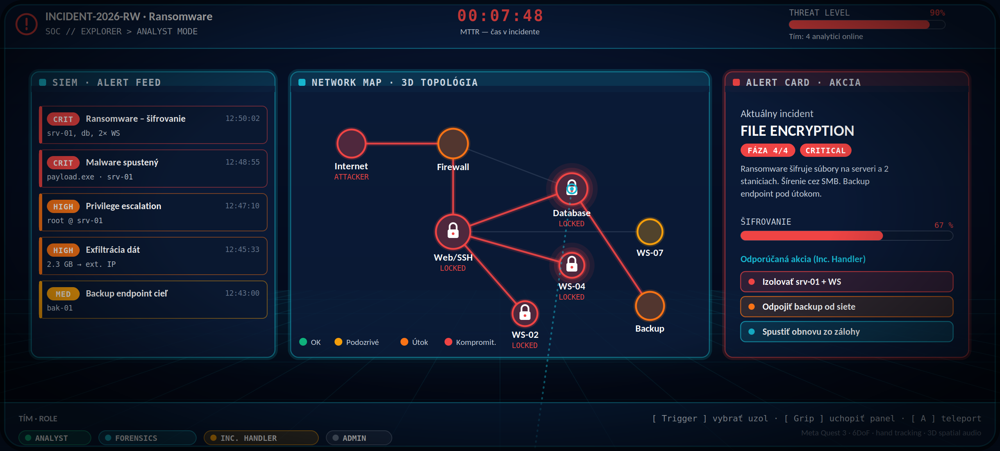 INCIDENT-2026-RW · Ransomware
SOC // EXPLORER > ANALYST MODE
00:07:48
MTTR — čas v incidente
THREAT LEVEL 90%
Tím: 4 analytici online
SIEM · ALERT FEED
CRIT Ransomware – šifrovanie 12:50:02
srv-01, db, 2× WS
CRIT Malware spustený 12:48:55
payload.exe · srv-01
HIGH Privilege escalation 12:47:10
root @ srv-01
HIGH Exfiltrácia dát 12:45:33
2.3 GB → ext. IP
MED Backup endpoint cieľ 12:43:00
bak-01
NETWORK MAP · 3D TOPOLÓGIA
Internet
ATTACKER
Firewall
Database
LOCKED
WS-07
Web/SSH
LOCKED
WS-04
LOCKED
Backup
WS-02
LOCKED
OK Podozrivé Útok Kompromit.
ALERT CARD · AKCIA
Aktuálny incident
FILE ENCRYPTION
FÁZA 4/4 CRITICAL
Ransomware šifruje súbory na serveri a 2
staniciach. Šírenie cez SMB. Backup
endpoint pod útokom.
ŠIFROVANIE 67 %
Odporúčaná akcia (Inc. Handler)
Izolovať srv-01 + WS
Odpojiť backup od siete
Spustiť obnovu zo zálohy
TÍM · ROLE
ANALYST FORENSICS INC. HANDLER ADMIN
[ Trigger ] vybrať uzol · [ Grip ] uchopiť panel · [ A ] teleport
Meta Quest 3 · 6DoF · hand tracking · 3D spatial audio